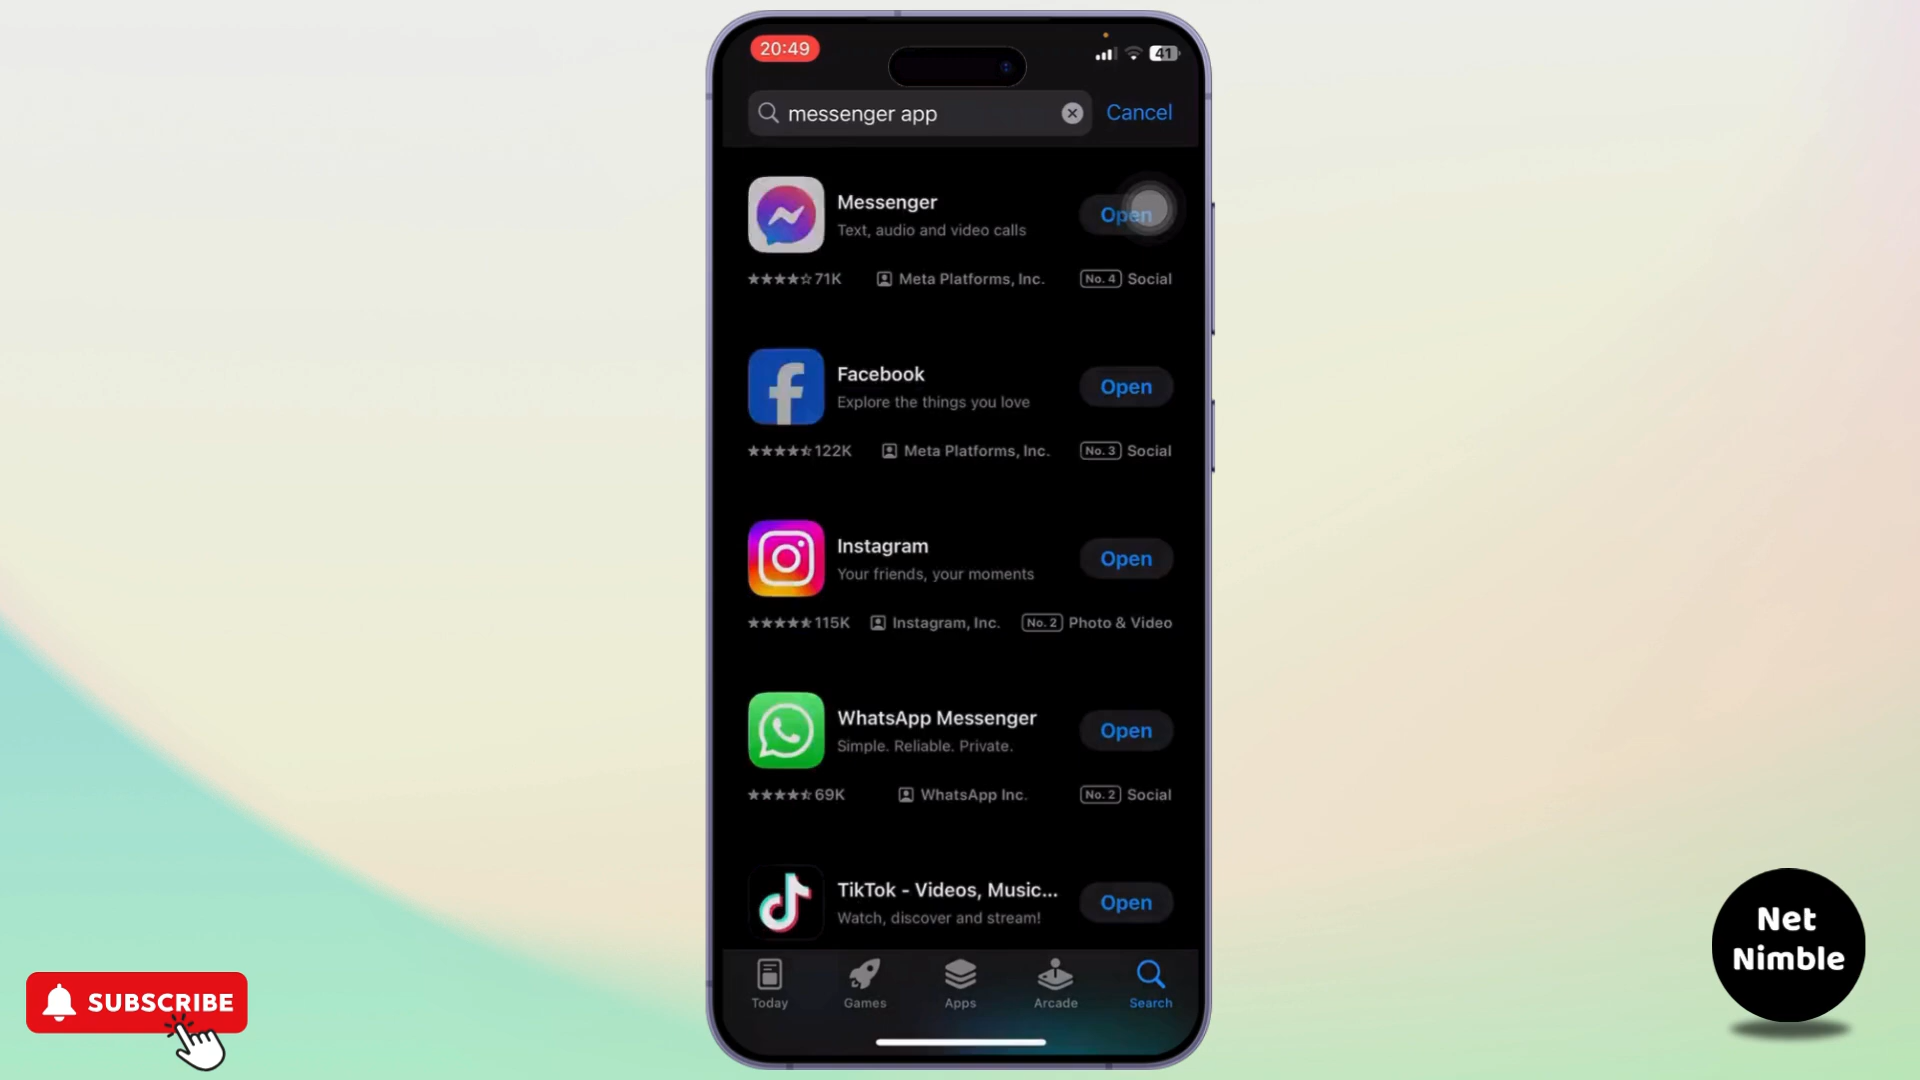 20:49
41
messenger app
Cancel
Messenger
Text, audio and video calls
Open
71K
Meta Platforms, Inc.
No. 4 Social
Facebook
Explore the things you love
Open
122K
Meta Platforms, Inc.
No. 3 Social
Instagram
Your friends, your moments
Open
115K
Instagram, Inc.
No. 2 Photo & Video
WhatsApp Messenger
Simple. Reliable. Private.
Open
69K
WhatsApp Inc.
No. 2 Social
TikTok - Videos, Music...
Watch, discover and stream!
Open
Today
Games
Apps
Arcade
Search
SUBSCRIBE
Net
Nimble